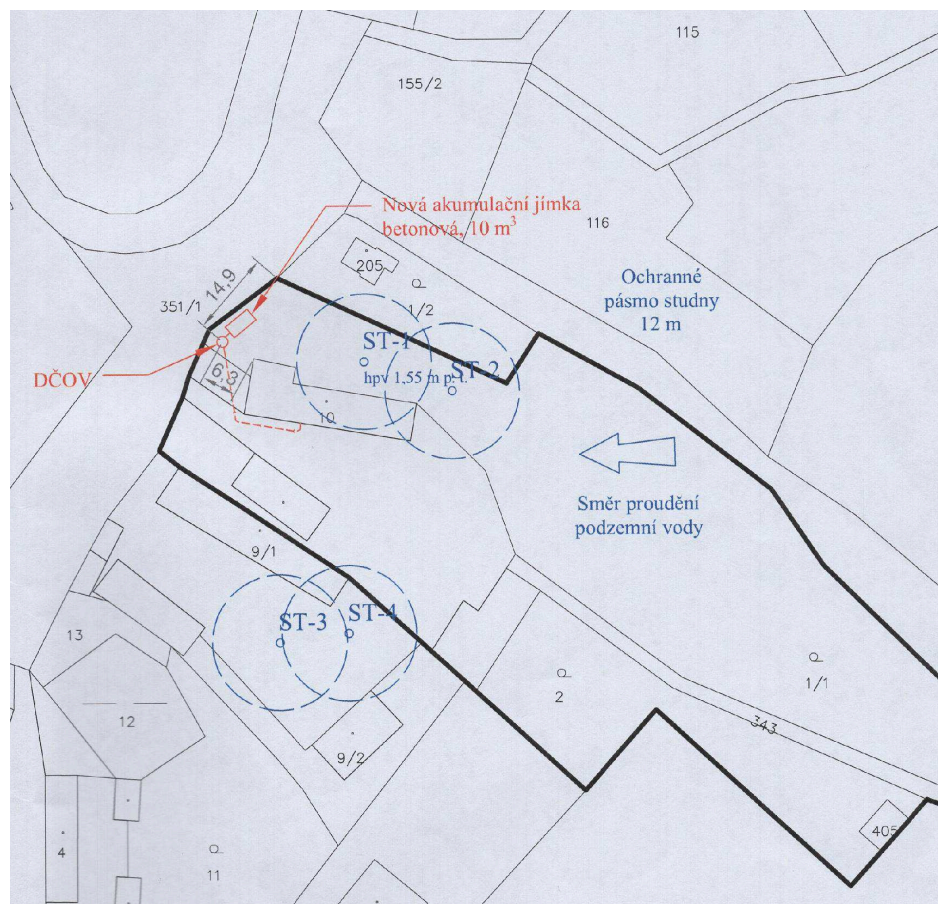 115
155/2
Nová akumulační jímka
betonová, 10 m³
116
205
Ochranné
pásmo studny
12 m
14,9
351/1
1/2
ST-1
ST-2
hpv 1,55 m p. t.
DČOV
6,3
10
Směr proudění
podzemní vody
9/1
ST-3
ST-4
13
2
1/1
12
343
9/2
405
4
11